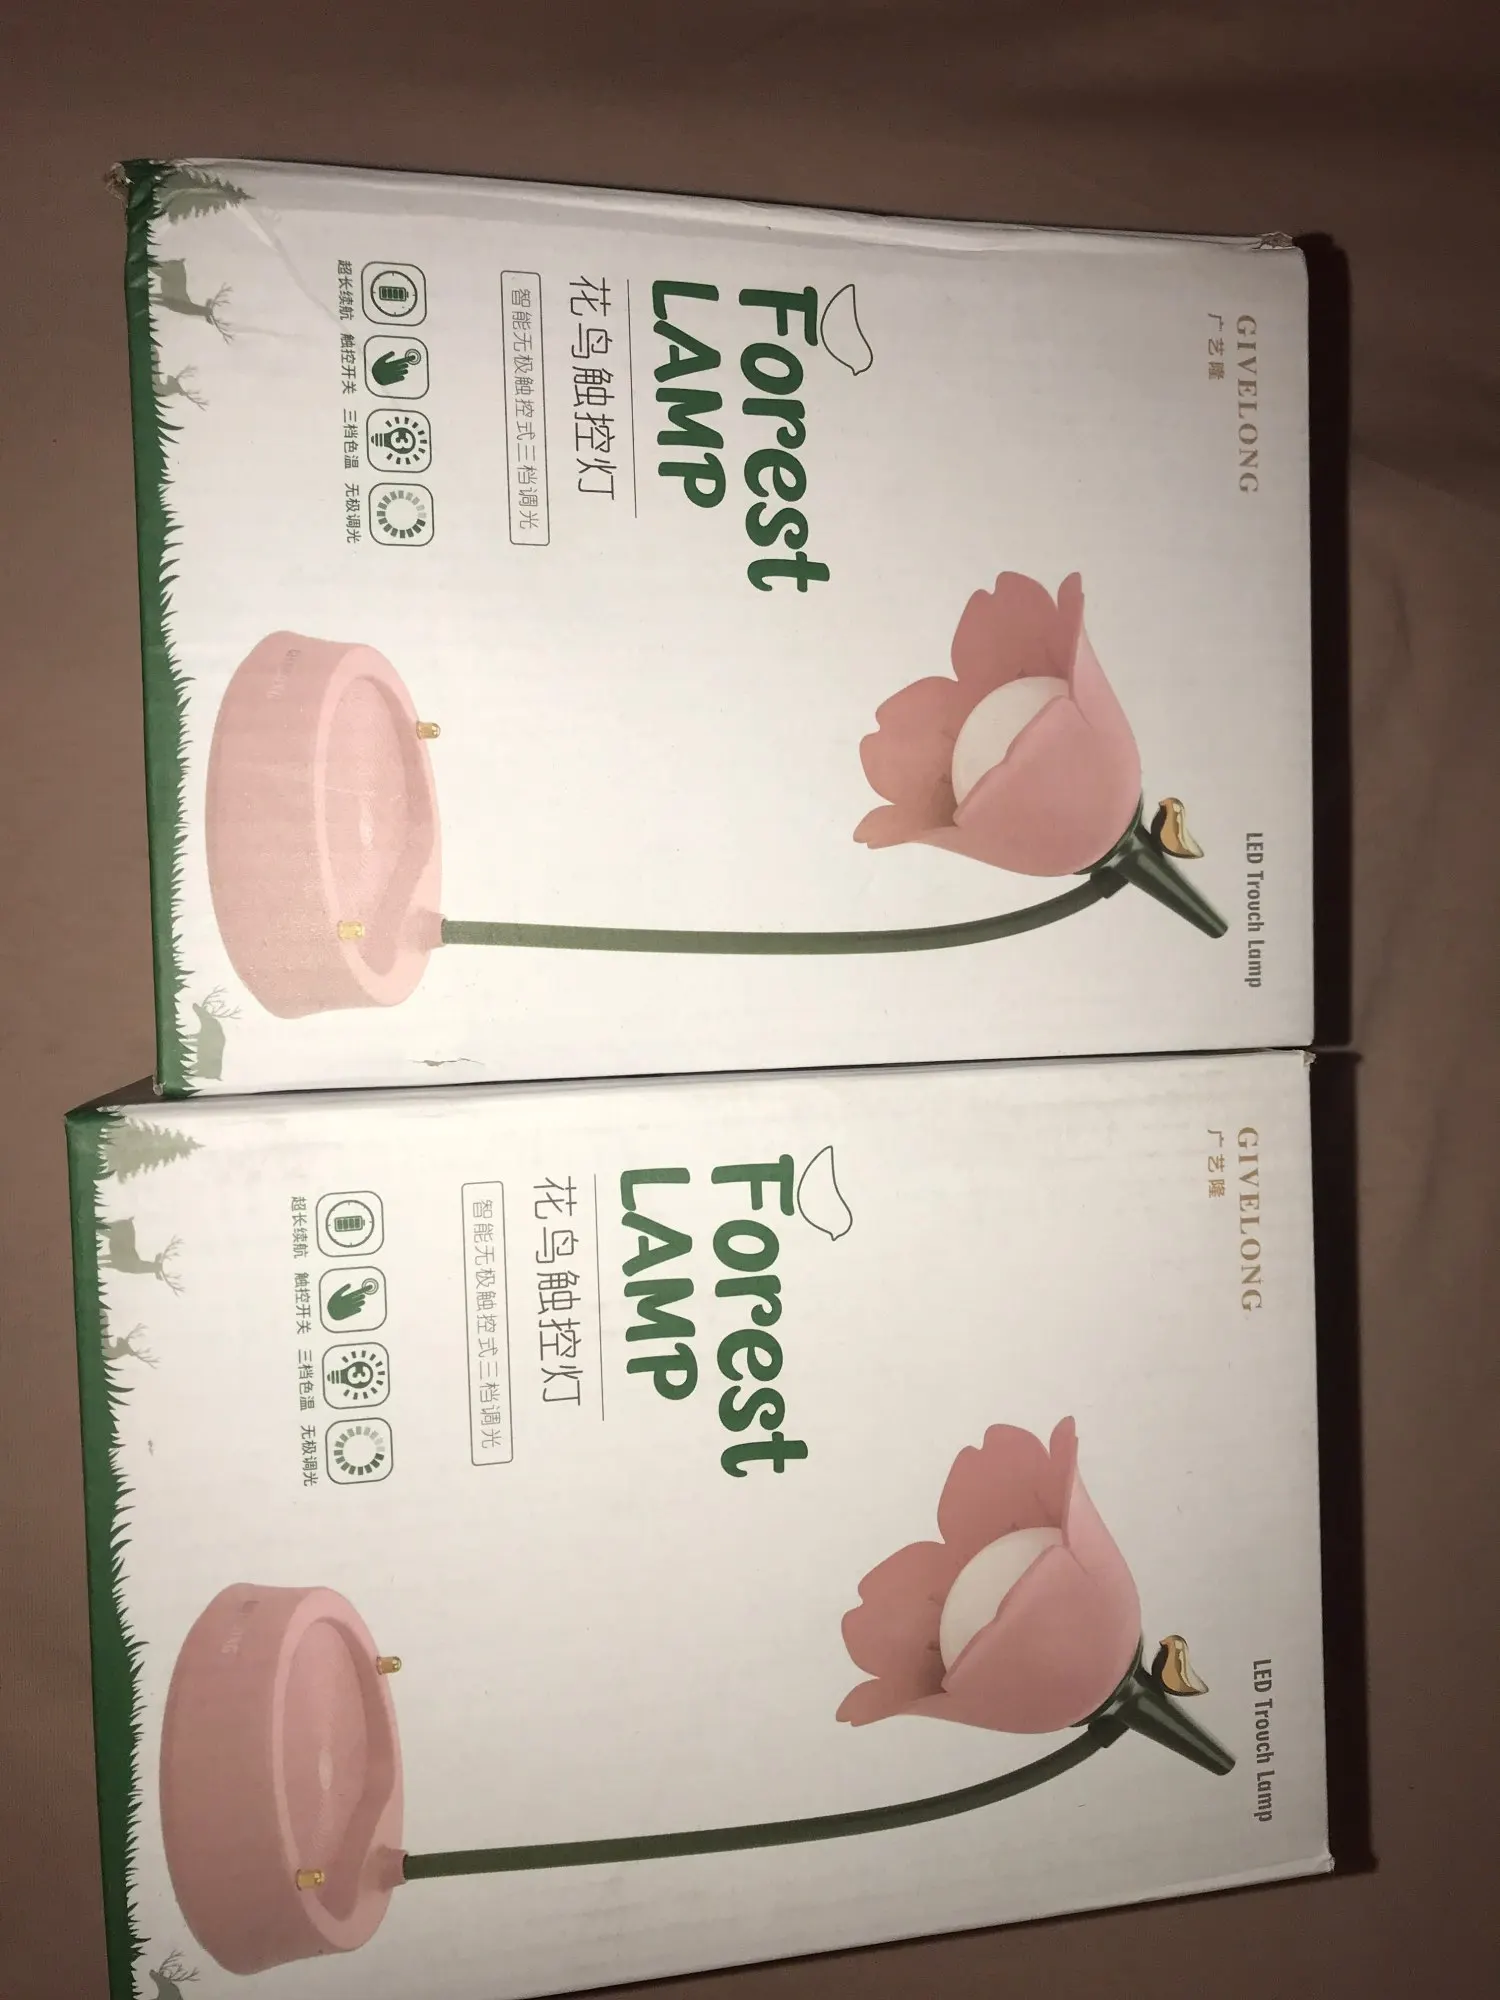 GIVELONG
广艺隆
LED Trouch Lamp
Forest
LAMP
花鸟触控灯
智能无极触控式三档调光
3
超长续航 触控开关 三档色温 无极调光
GIVELONG
广艺隆
LED Trouch Lamp
Forest
LAMP
花鸟触控灯
智能无极触控式三档调光
3
超长续航 触控开关 三档色温 无极调光